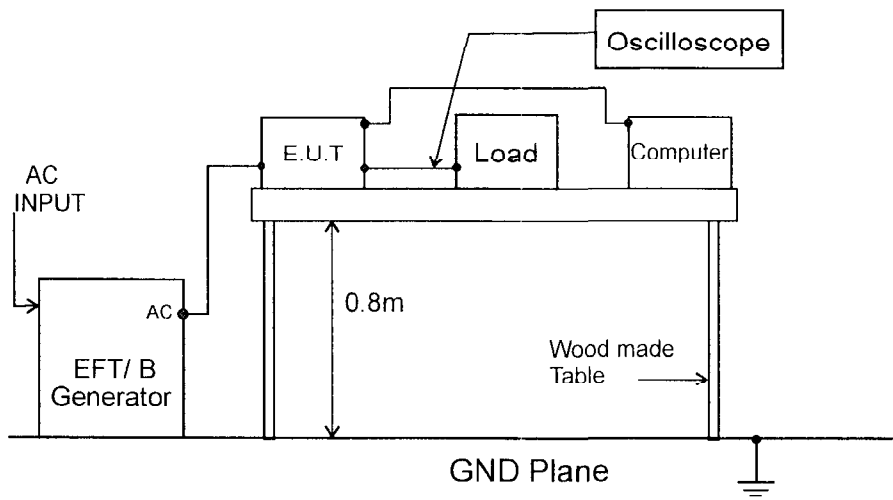 Oscilloscope
E.U.T
Load
Computer
AC
INPUT
AC
0.8m
EFT/ B
Generator
Wood made
Table
GND Plane